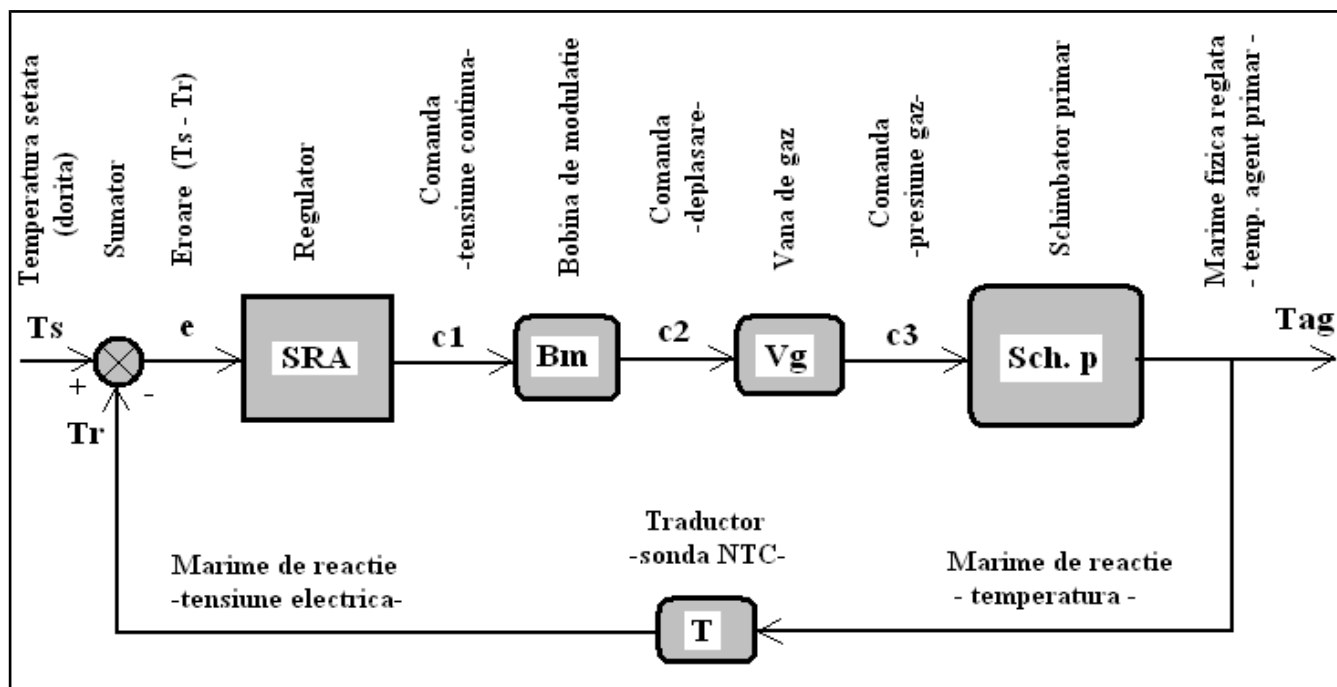 Temperatura setata
(dorita)
Sumator
Eroare (Ts - Tr)
Regulator
Comanda
-tensiune continua-
Bobina de modulatie
Comanda
-deplasare-
Vana de gaz
Comanda
-presiune gaz-
Schimbator primar
Marime fizica reglata
- temp. agent primar -
Ts
e
SRA
c1
Bm
c2
Vg
c3
Sch. p
Tag
+
-
Tr
Traductor
-sonda NTC-
Marime de reactie
-tensiune electrica-
Marime de reactie
- temperatura -
T